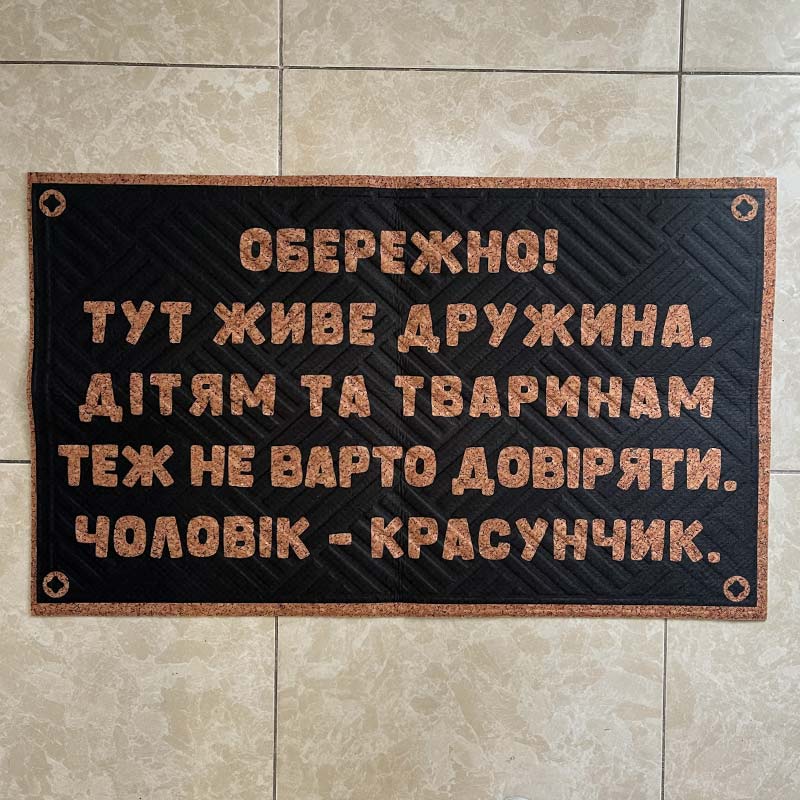 ОБЕРЕЖНО!
ТУТ ЖИВЕ ДРУЖИНА.
ДІТЯМ ТА ТВАРИНАМ
ТЕЖ НЕ ВАРТО ДОВІРЯТИ.
ЧОЛОВІК - КРАСУНЧИК.